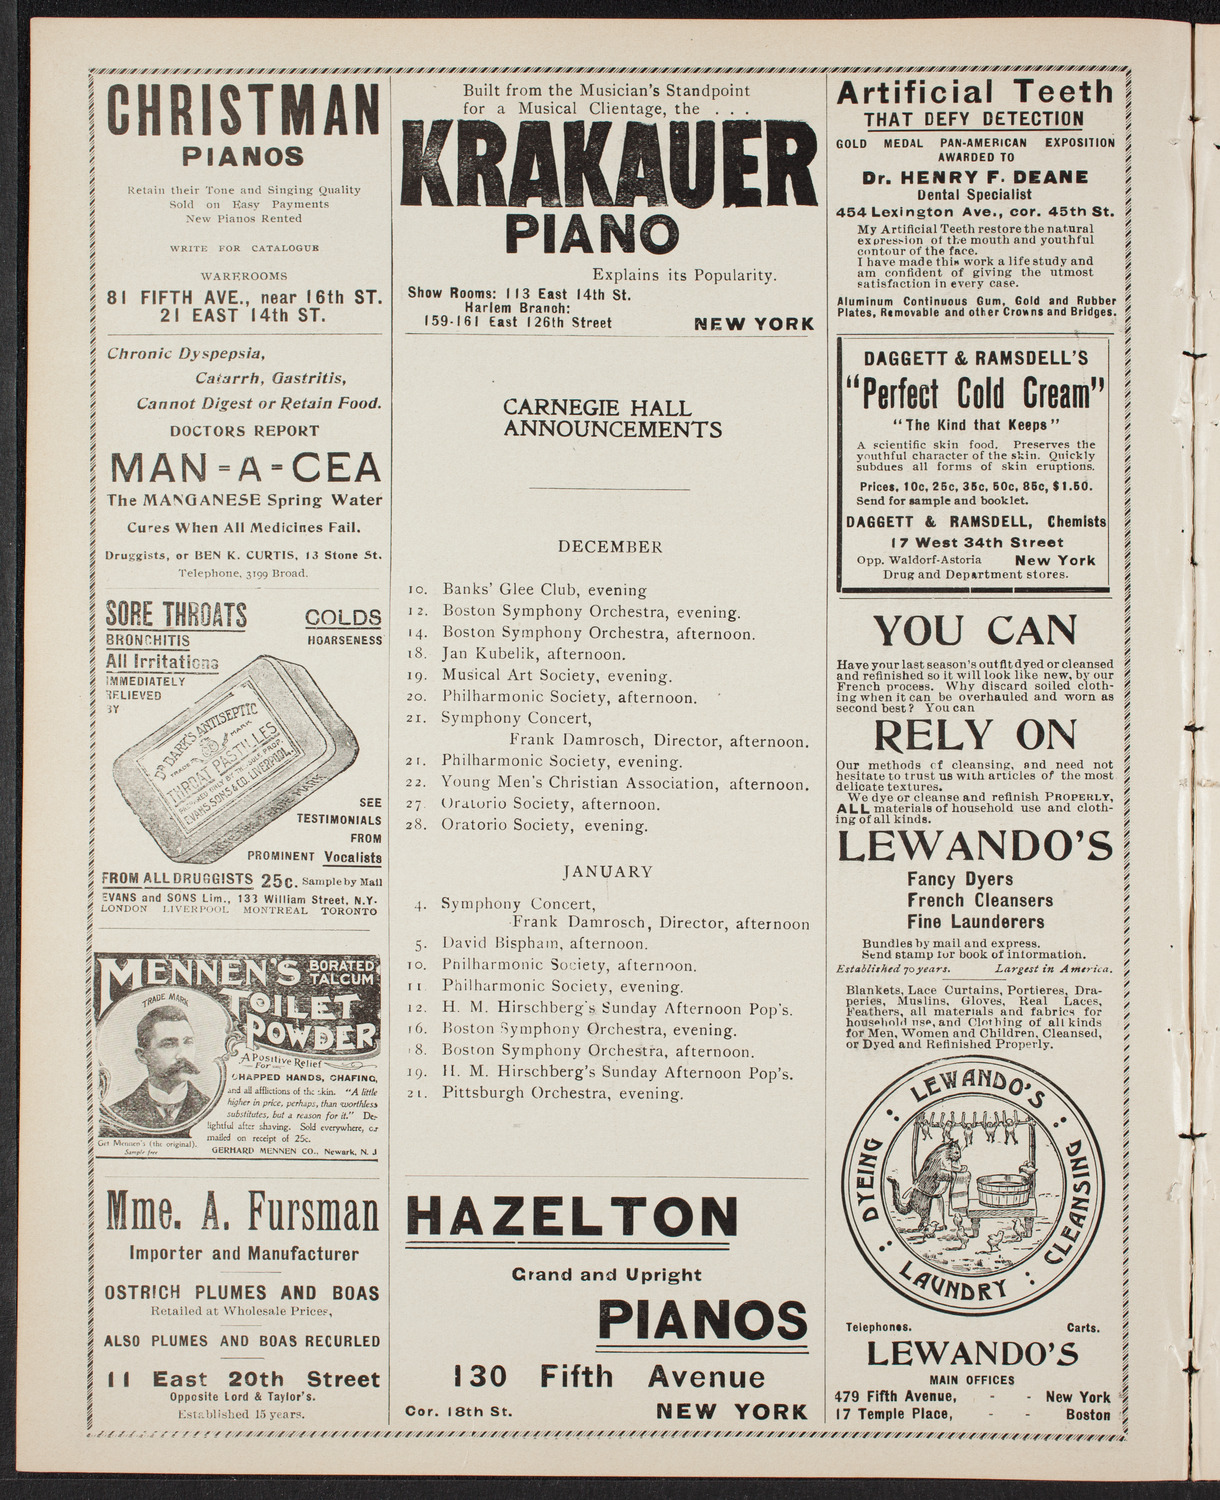 CHRISTMAN
PIANOS
Retain their Tone and Singing Quality
Sold on Easy Payments
New Pianos Rented
WRITE FOR CATALOGUE
WAREROOMS
81 FIFTH AVE., near 16th ST.
21 EAST 14th ST.
Chronic Dyspepsia,
Catarrh, Gastritis,
Cannot Digest or Retain Food.
DOCTORS REPORT
MAN=A=CEA
The MANGANESE Spring Water
Cures When All Medicines Fail.
Druggists, or BEN K. CURTIS, 13 Stone St.
Telephone, 3199 Broad.
SORE THROATS COLDS
BRONCHITIS HOARSENESS
All Irritations
IMMEDIATELY
RELIEVED
BY
DR DARK'S ANTISEPTIC
TRADE MARK
THROAT PASTILLES
EVANS SONS & CO. LIVERPOOL.
TRADE MARK
SEE
TESTIMONIALS
FROM
PROMINENT Vocalists
FROM ALL DRUGGISTS 25c. Sample by Mail
EVANS and SONS Lim., 133 William Street, N.Y.
LONDON LIVERPOOL MONTREAL TORONTO
MENNEN'S BORATED TALCUM
TOILET
POWDER
TRADE MARK
A Positive Relief
For
CHAPPED HANDS, CHAFING,
and all afflictions of the skin. "A little
higher in price, perhaps, than worthless
substitutes, but a reason for it." De-
lightful after shaving. Sold everywhere, or
mailed on receipt of 25c.
Get Mennen's (the original).
Sample free
GERHARD MENNEN CO., Newark, N. J
Mme. A. Fursman
Importer and Manufacturer
OSTRICH PLUMES AND BOAS
Retailed at Wholesale Prices,
ALSO PLUMES AND BOAS RECURLED
11 East 20th Street
Opposite Lord & Taylor's.
Established 15 years.
Built from the Musician's Standpoint
for a Musical Clientage, the . . .
KRAKAUER
PIANO
Explains its Popularity.
Show Rooms: 113 East 14th St.
Harlem Branch:
159-161 East 126th Street NEW YORK
CARNEGIE HALL
ANNOUNCEMENTS
DECEMBER
10. Banks' Glee Club, evening
12. Boston Symphony Orchestra, evening.
14. Boston Symphony Orchestra, afternoon.
18. Jan Kubelik, afternoon.
19. Musical Art Society, evening.
20. Philharmonic Society, afternoon.
21. Symphony Concert,
Frank Damrosch, Director, afternoon.
21. Philharmonic Society, evening.
22. Young Men's Christian Association, afternoon.
27. Oratorio Society, afternoon.
28. Oratorio Society, evening.
JANUARY
4. Symphony Concert,
Frank Damrosch, Director, afternoon
5. David Bispham, afternoon.
10. Philharmonic Society, afternoon.
11 Philharmonic Society, evening.
12. H. M. Hirschberg's Sunday Afternoon Pop's.
16. Boston Symphony Orchestra, evening.
18. Boston Symphony Orchestra, afternoon.
19. H. M. Hirschberg's Sunday Afternoon Pop's.
21. Pittsburgh Orchestra, evening.
HAZELTON
Grand and Upright
PIANOS
130 Fifth Avenue
Cor. 18th St. NEW YORK
Artificial Teeth
THAT DEFY DETECTION
GOLD MEDAL PAN-AMERICAN EXPOSITION
AWARDED TO
Dr. HENRY F. DEANE
Dental Specialist
454 Lexington Ave., cor. 45th St.
My Artificial Teeth restore the natural
expression of the mouth and youthful
contour of the face.
I have made this work a life study and
am confident of giving the utmost
satisfaction in every case.
Aluminum Continuous Gum, Gold and Rubber
Plates, Removable and other Crowns and Bridges.
DAGGETT & RAMSDELL'S
"Perfect Cold Cream"
"The Kind that Keeps"
A scientific skin food. Preserves the
youthful character of the skin. Quickly
subdues all forms of skin eruptions.
Prices, 10c, 25c, 35c, 50c, 85c, $1.50.
Send for sample and booklet.
DAGGETT & RAMSDELL, Chemists
17 West 34th Street
Opp. Waldorf-Astoria New York
Drug and Department stores.
YOU CAN
Have your last season's outfit dyed or cleansed
and refinished so it will look like new, by our
French process. Why discard soiled cloth-
ing when it can be overhauled and worn as
second best? You can
RELY ON
Our methods of cleansing, and need not
hesitate to trust us with articles of the most
delicate textures.
We dye or cleanse and refinish PROPERLY,
ALL materials of household use and cloth-
ing of all kinds.
LEWANDO'S
Fancy Dyers
French Cleansers
Fine Launderers
Bundles by mail and express.
Send stamp for book of information.
Established 70 years. Largest in America.
Blankets, Lace Curtains, Portieres, Dra-
peries, Muslins, Gloves, Real Laces,
Feathers, all materials and fabrics for
household use, and Clothing of all kinds
for Men, Women and Children, Cleansed,
or Dyed and Refinished Properly.
LEWANDO'S
DYEING : CLEANSING
LAUNDRY
Telephones. Carts.
LEWANDO'S
MAIN OFFICES
479 Fifth Avenue, - - New York
17 Temple Place, - - Boston